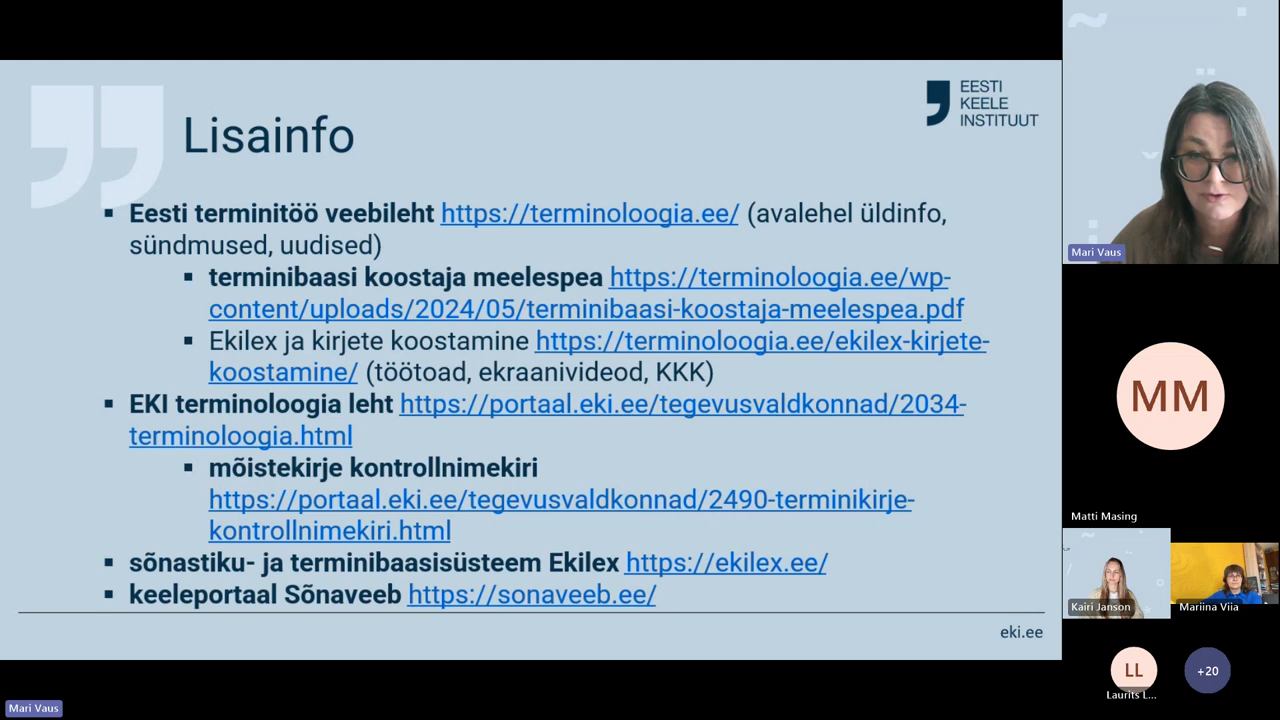 EESTI
KEELE
INSTITUUT
Lisainfo
▪ Eesti terminitöö veebileht https://terminoloogia.ee/ (avalehel üldinfo,
sündmused, uudised)
▪ terminibaasi koostaja meelespea https://terminoloogia.ee/wp-
content/uploads/2024/05/terminibaasi-koostaja-meelespea.pdf
▪ Ekilex ja kirjete koostamine https://terminoloogia.ee/ekilex-kirjete-
koostamine/ (töötoad, ekraanivideod, KKK)
▪ EKI terminoloogia leht https://portaal.eki.ee/tegevusvaldkonnad/2034-
terminoloogia.html
▪ mõistekirje kontrollnimekiri
https://portaal.eki.ee/tegevusvaldkonnad/2490-terminikirje-
kontrollnimekiri.html
▪ sõnastiku- ja terminibaasisüsteem Ekilex https://ekilex.ee/
▪ keeleportaal Sõnaveeb https://sonaveeb.ee/
eki.ee
Mari Vaus
Mari Vaus
MM
Matti Masing
Kairi Janson
Mariina Viia
LL
Laurits L...
+20